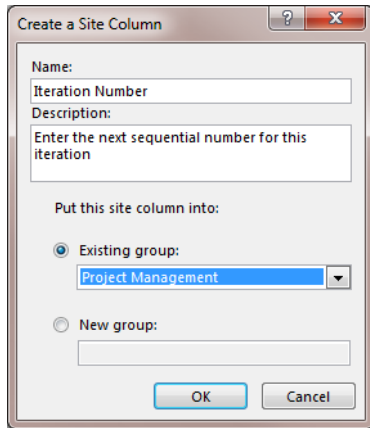 Create a Site Column
Name:
Iteration Number
Description:
Enter the next sequential number for this
iteration
Put this site column into:
Existing group:
Project Management
New group:
OK Cancel